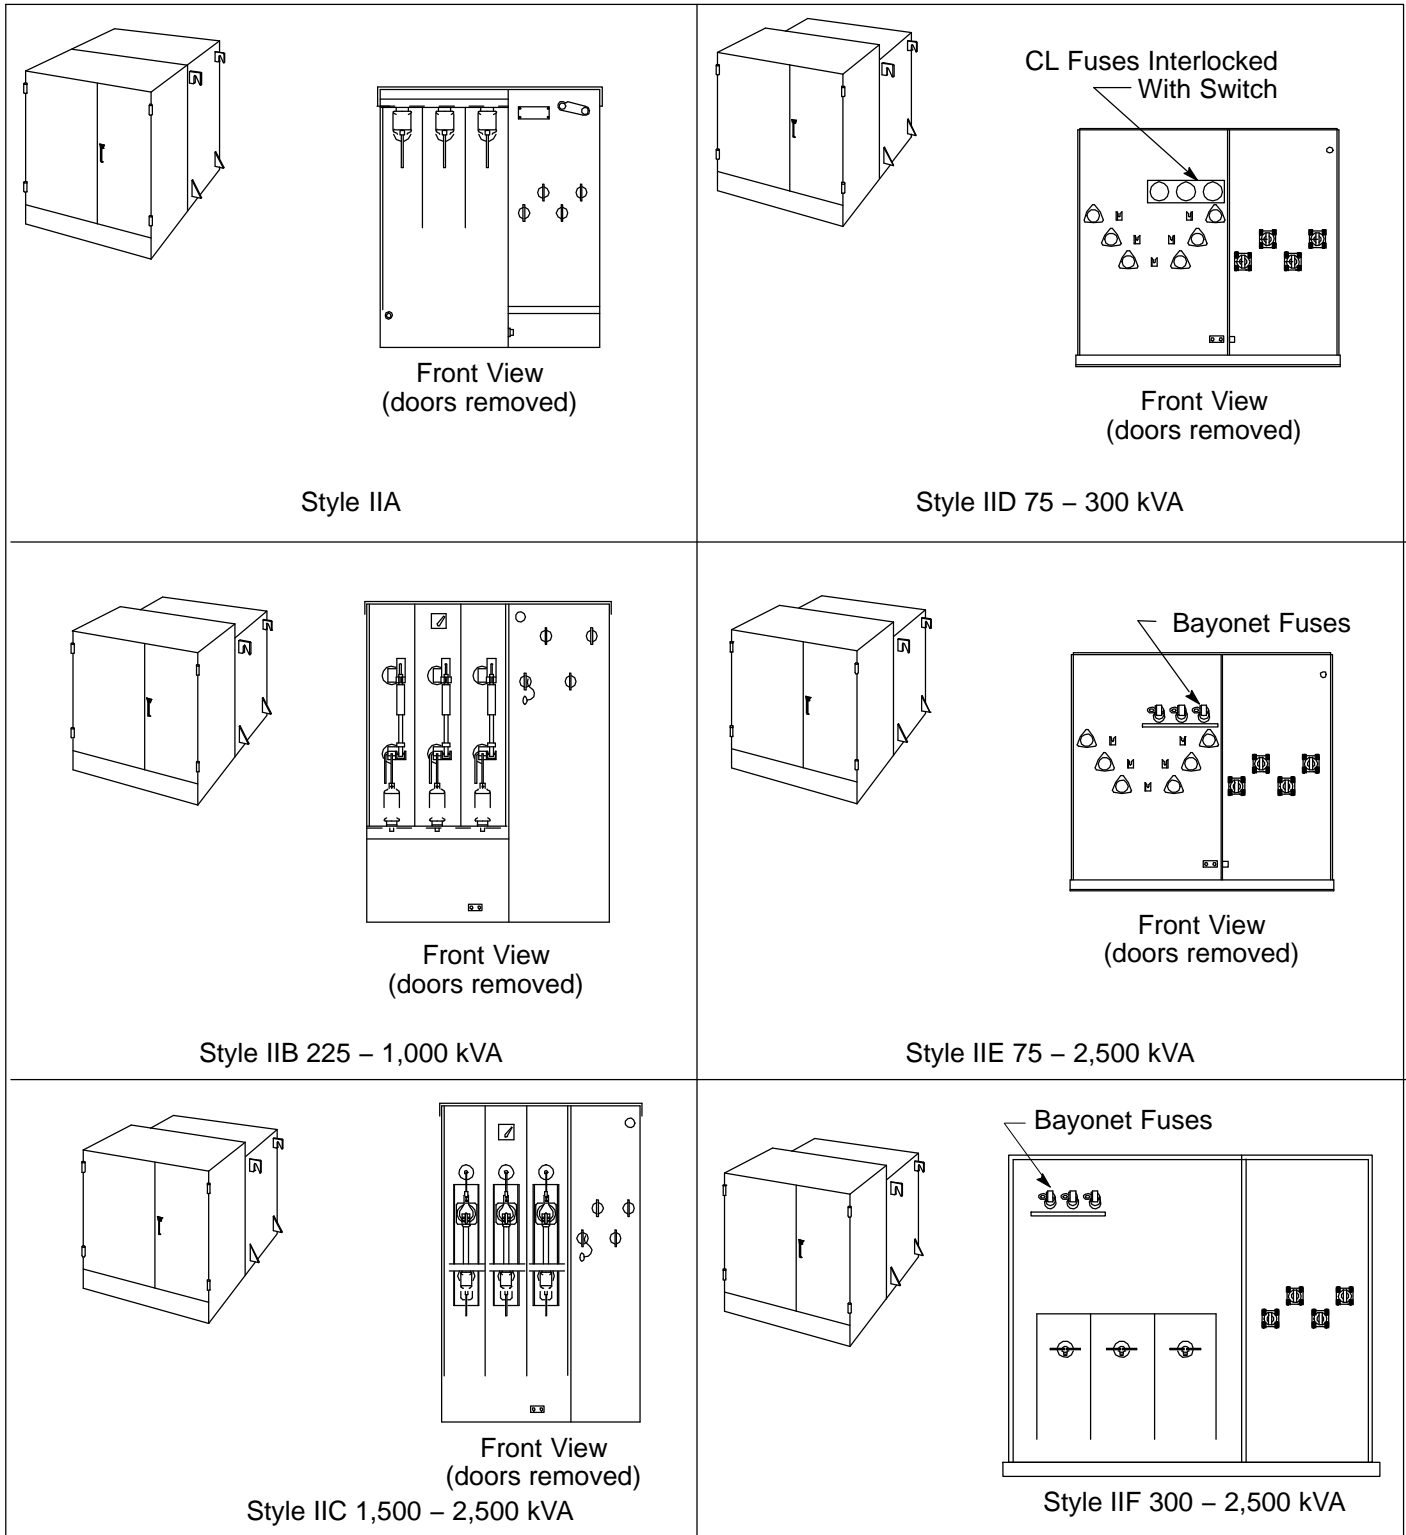 Front View
(doors removed)
Style IIA
CL Fuses Interlocked
With Switch
Front View
(doors removed)
Style IID 75 – 300 kVA
Front View
(doors removed)
Style IIB 225 – 1,000 kVA
Bayonet Fuses
Front View
(doors removed)
Style IIE 75 – 2,500 kVA
Front View
(doors removed)
Style IIC 1,500 – 2,500 kVA
Bayonet Fuses
Style IIF 300 – 2,500 kVA